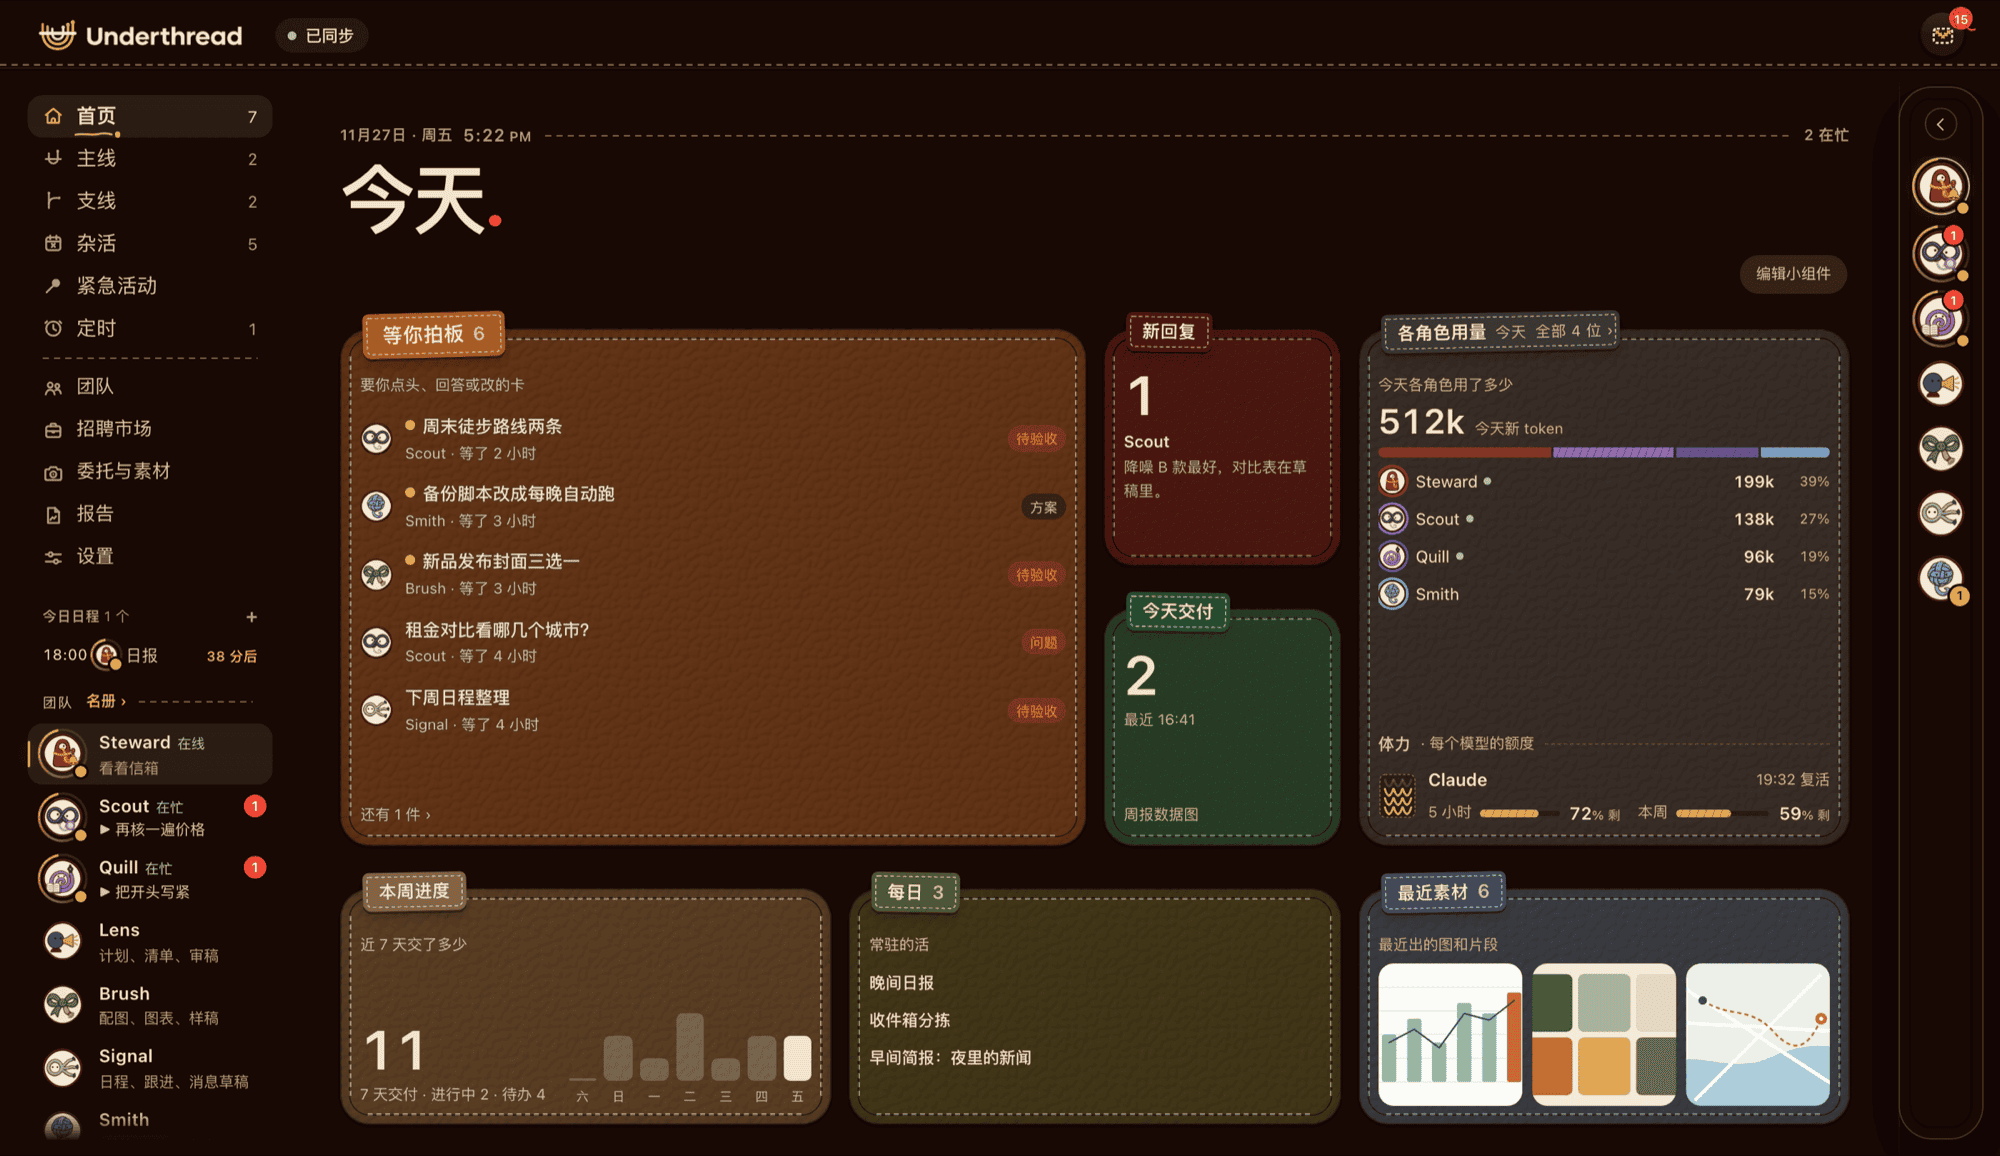 Underthread
已同步
15
首页 7
主线 2
支线 2
杂活 5
紧急活动
定时 1
团队
招聘市场
委托与素材
报告
设置
今日日程 1 个 +
18:00 日报 38 分后
团队 名册 ›
Steward 在线
看着信箱
Scout 在忙 1
再核一遍价格
Quill 在忙 1
把开头写紧
Lens
计划、清单、审稿
Brush
配图、图表、样稿
Signal
日程、跟进、消息草稿
Smith
11月27日 · 周五 5:22 PM
2 在忙
今天.
编辑小组件
等你拍板 6
要你点头、回答或改的卡
周末徒步路线两条
Scout · 等了 2 小时
待验收
备份脚本改成每晚自动跑
Smith · 等了 3 小时
方案
新品发布封面三选一
Brush · 等了 3 小时
待验收
租金对比看哪几个城市?
Scout · 等了 4 小时
问题
下周日程整理
Signal · 等了 4 小时
待验收
还有 1 件 ›
新回复
1
Scout
降噪 B 款最好，对比表在草
稿里。
今天交付
2
最近 16:41
周报数据图
各角色用量 今天 全部 4 位 ›
今天各角色用了多少
512k 今天新 token
Steward 199k 39%
Scout 138k 27%
Quill 96k 19%
Smith 79k 15%
体力 · 每个模型的额度
Claude 19:32 复活
5 小时 72% 剩 本周 59% 剩
本周进度
近 7 天交了多少
11
7 天交付 · 进行中 2 · 待办 4
六 日 一 二 三 四 五
每日 3
常驻的活
晚间日报
收件箱分拣
早间简报：夜里的新闻
最近素材 6
最近出的图和片段
1
1
1